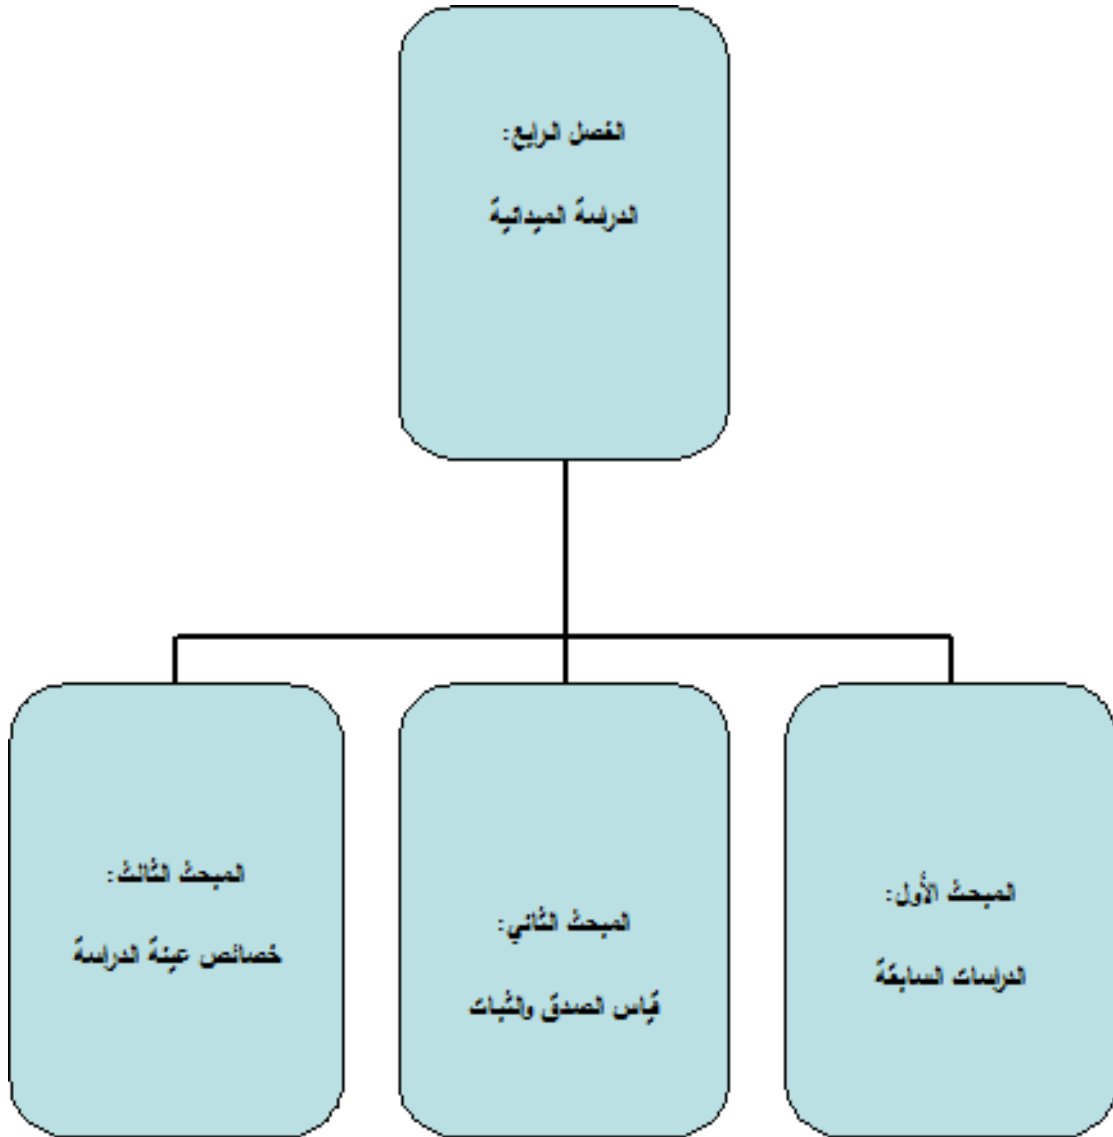 الفصل الرابع:
الدراسة الميدانية
المبحث الأول:
الدراسات السابقة
المبحث الثاني:
قياس الصدق والثبات
المبحث الثالث:
خصائص عينة الدراسة